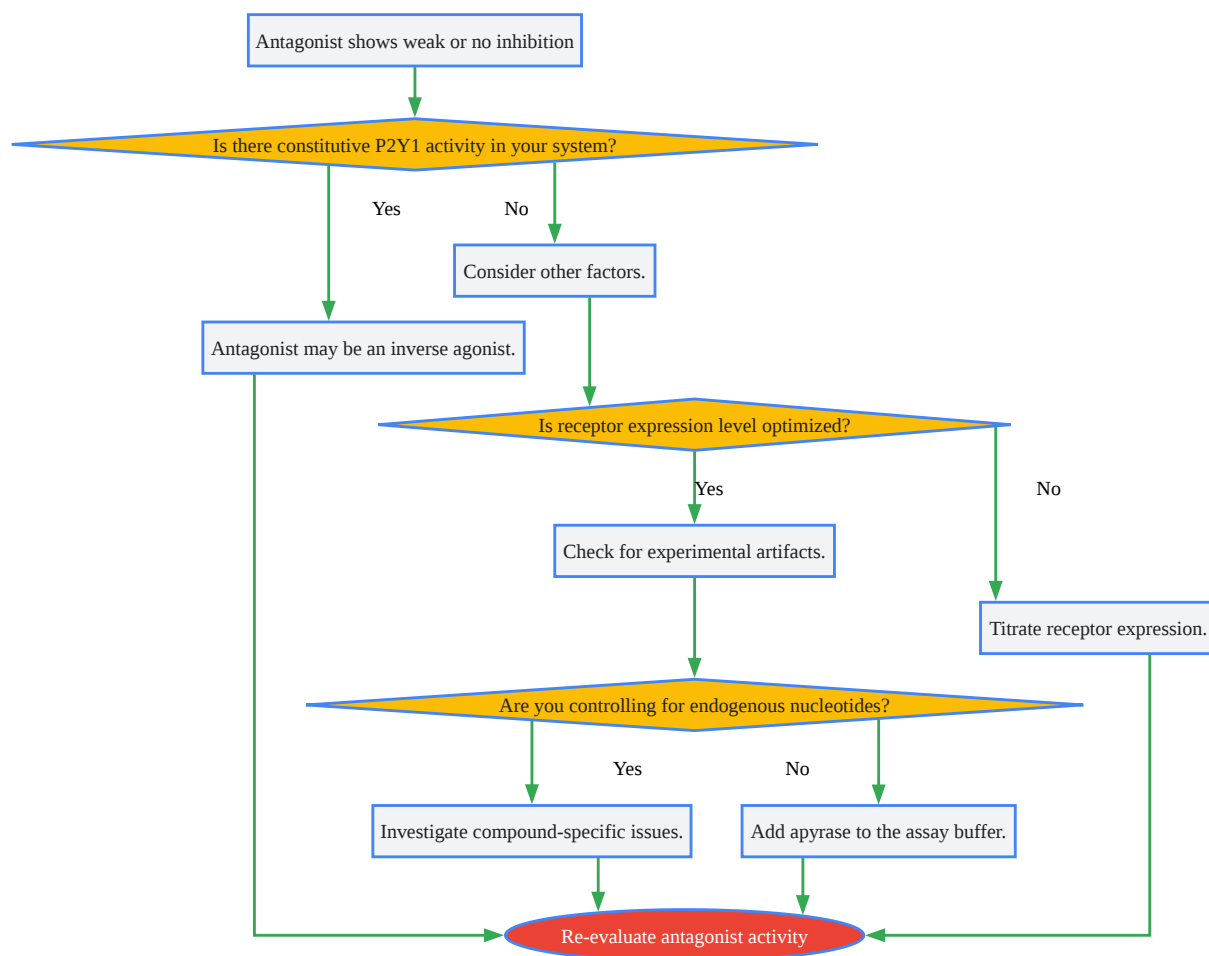 Antagonist shows weak or no inhibition
Is there constitutive P2Y1 activity in your system?
Yes
No
Consider other factors.
Antagonist may be an inverse agonist.
Is receptor expression level optimized?
Yes
No
Check for experimental artifacts.
Titrate receptor expression.
Are you controlling for endogenous nucleotides?
Yes
No
Investigate compound-specific issues.
Add apyrase to the assay buffer.
Re-evaluate antagonist activity